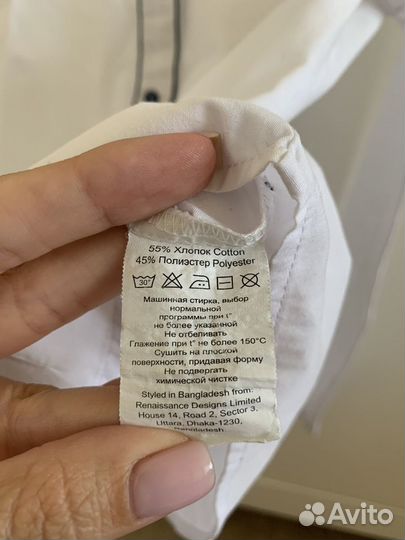 55% Хлопок Cotton
45% Полиэстер Polyester
30°
Машинная стирка, выбор
нормальной
программы при t°
не более указанной
Не отбеливать
Глажение при t° не более 150°С
Сушить на плоской
поверхности, придавая форму
Не подвергать
химической чистке
Styled in Bangladesh from:
Renaissance Designs Limited
House 14, Road 2, Sector 3,
Uttara, Dhaka-1230,
Bangladesh
Avito